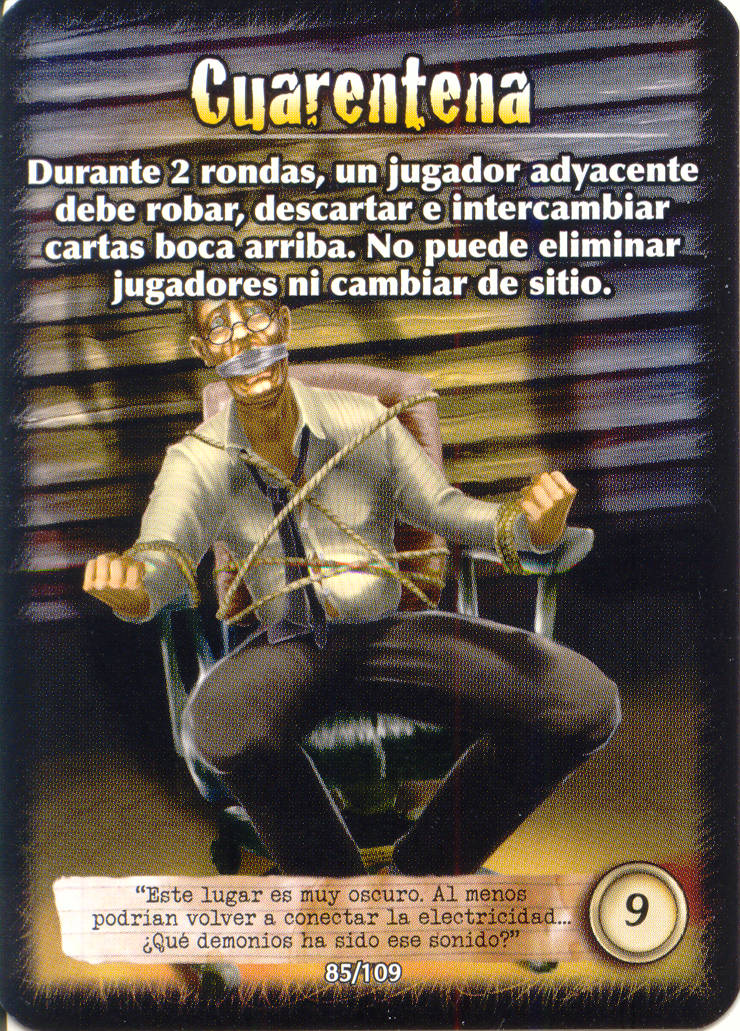 Cuarentena
Durante 2 rondas, un jugador adyacente
debe robar, descartar e intercambiar
cartas boca arriba. No puede eliminar
jugadores ni cambiar de sitio.
“Este lugar es muy oscuro. Al menos
podrían volver a conectar la electricidad...
¿Qué demonios ha sido ese sonido?”
9
85/109